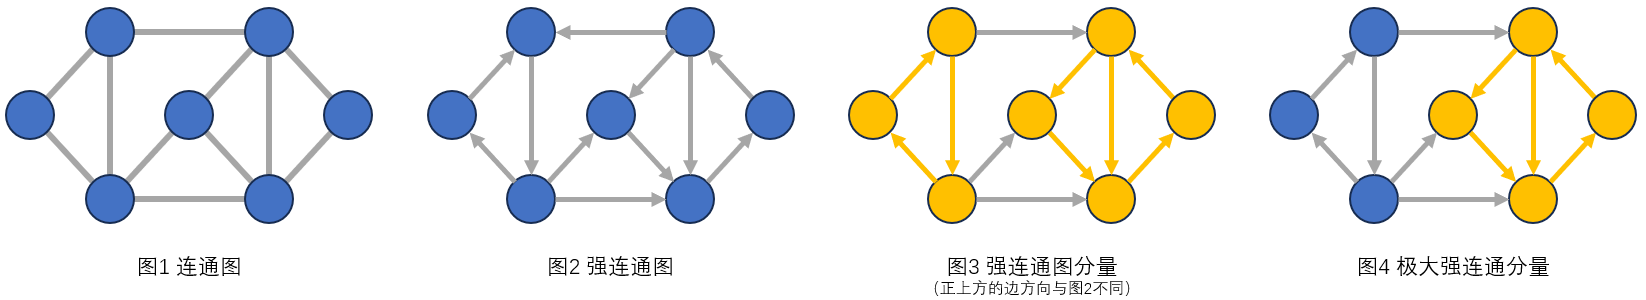 图1 连通图
图2 强连通图
图3 强连通图分量
（正上方的边方向与图2不同）
图4 极大强连通分量